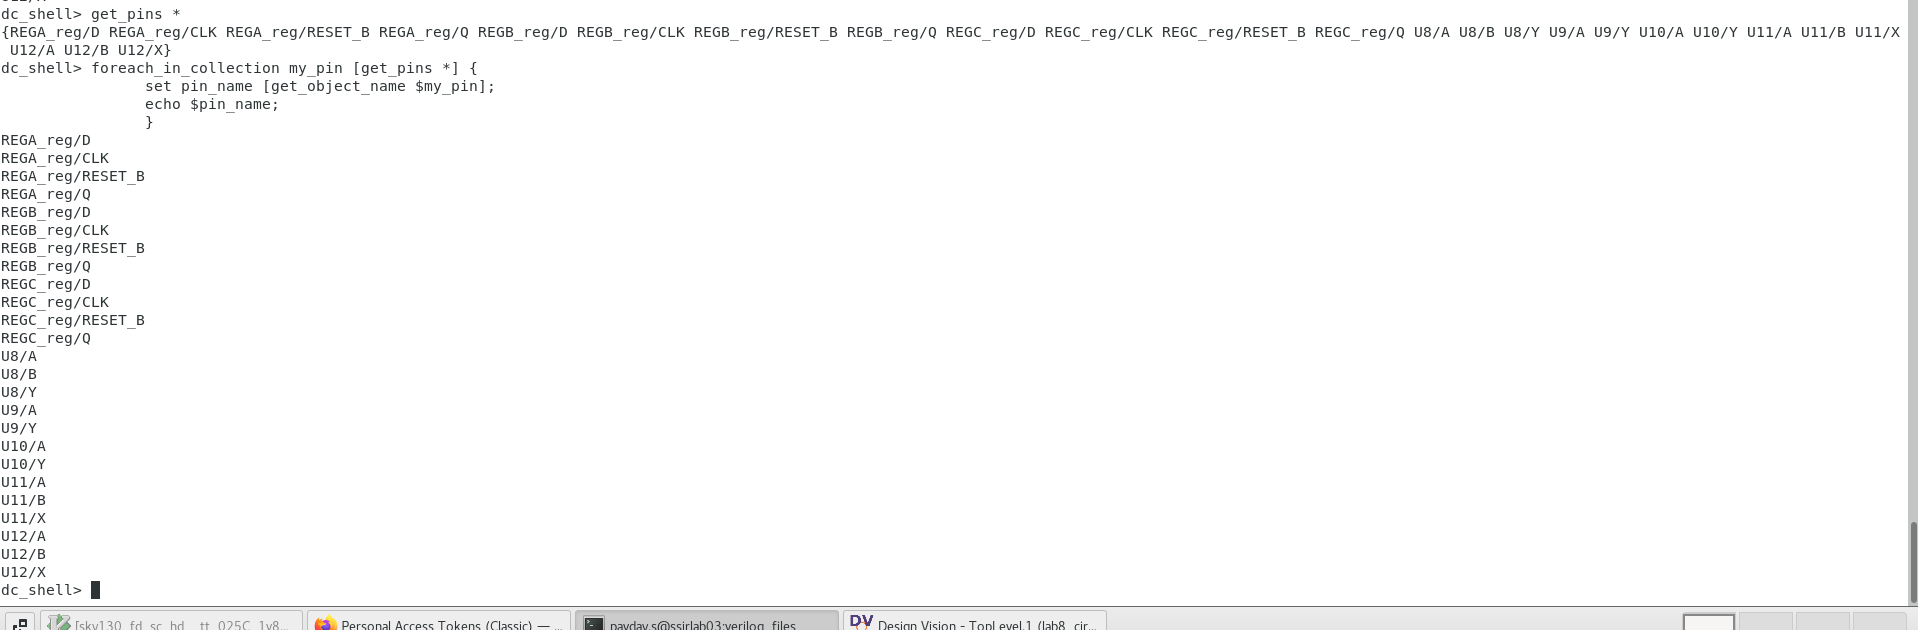 dc_shell> get_pins *
{REGA_reg/D REGA_reg/CLK REGA_reg/RESET_B REGA_reg/Q REGB_reg/D REGB_reg/CLK REGB_reg/RESET_B REGB_reg/Q REGC_reg/D REGC_reg/CLK REGC_reg/RESET_B REGC_reg/Q U8/A U8/B U8/Y U9/A U9/Y U10/A U10/Y U11/A U11/B U11/X
U12/A U12/B U12/X}
dc_shell> foreach_in_collection my_pin [get_pins *] {
set pin_name [get_object_name $my_pin];
echo $pin_name;
}
REGA_reg/D
REGA_reg/CLK
REGA_reg/RESET_B
REGA_reg/Q
REGB_reg/D
REGB_reg/CLK
REGB_reg/RESET_B
REGB_reg/Q
REGC_reg/D
REGC_reg/CLK
REGC_reg/RESET_B
REGC_reg/Q
U8/A
U8/B
U8/Y
U9/A
U9/Y
U10/A
U10/Y
U11/A
U11/B
U11/X
U12/A
U12/B
U12/X
dc_shell>
[sky130_fd_sc_hd__tt_025C_1v8... Personal Access Tokens (Classic) — ... payday.s@ssirlab03:verilog_files DV Design Vision - TopLevel.1 (lab8_cir...